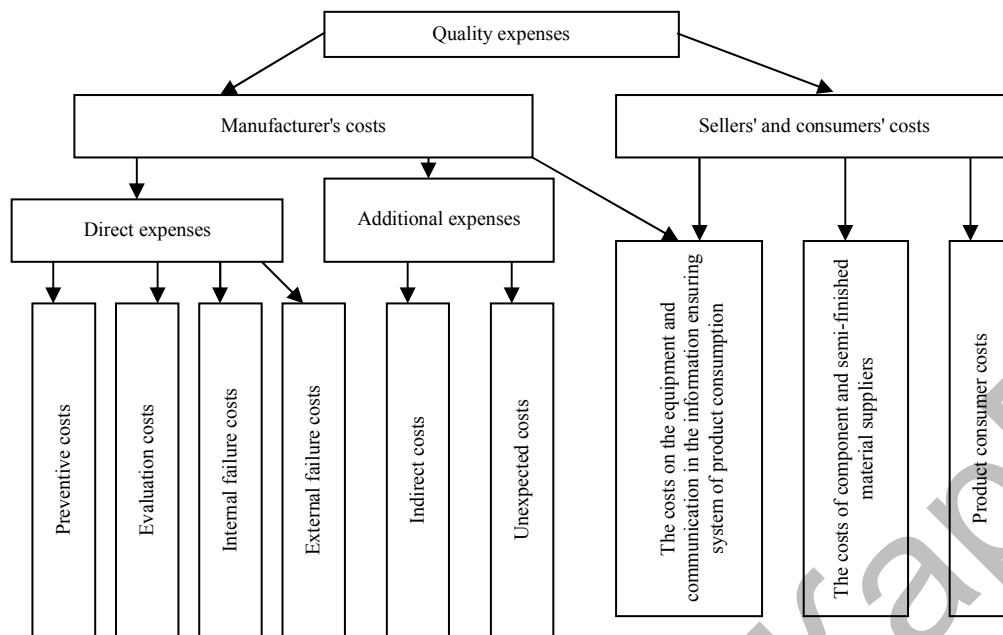 Quality expenses
Manufacturer's costs
Sellers' and consumers' costs
Direct expenses
Additional expenses
Preventive costs
Evaluation costs
Internal failure costs
External failure costs
Indirect costs
Unexpected costs
The costs on the equipment and
communication in the information ensuring
system of product consumption
The costs of component and semi-finished
material suppliers
Product consumer costs